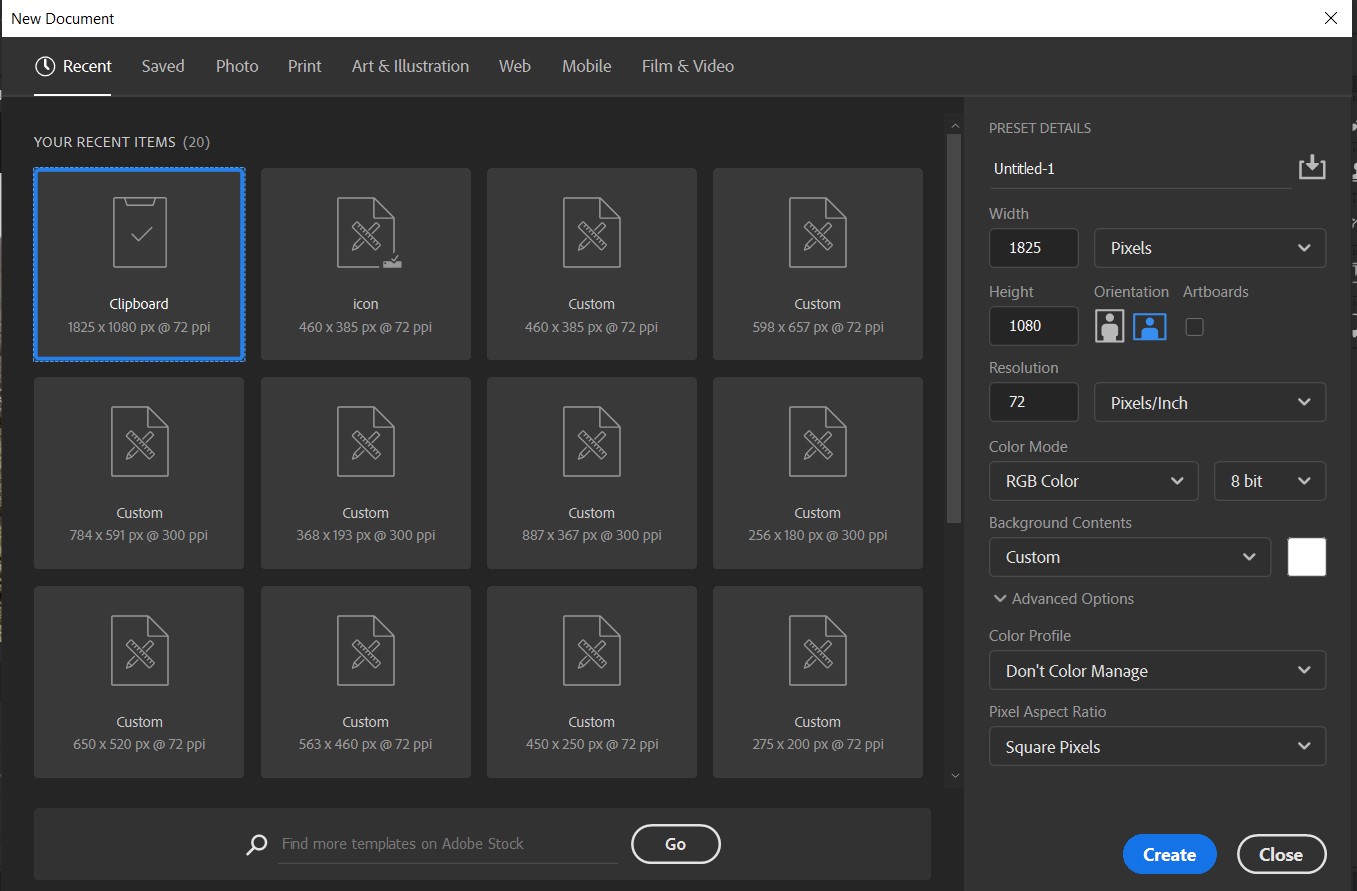 New Document
Recent
Saved
Photo
Print
Art & Illustration
Web
Mobile
Film & Video
YOUR RECENT ITEMS (20)
Clipboard
1825 x 1080 px @ 72 ppi
icon
460 x 385 px @ 72 ppi
Custom
460 x 385 px @ 72 ppi
Custom
598 x 657 px @ 72 ppi
Custom
784 x 591 px @ 300 ppi
Custom
368 x 193 px @ 300 ppi
Custom
887 x 367 px @ 300 ppi
Custom
256 x 180 px @ 300 ppi
Custom
650 x 520 px @ 72 ppi
Custom
563 x 460 px @ 72 ppi
Custom
450 x 250 px @ 72 ppi
Custom
275 x 200 px @ 72 ppi
Find more templates on Adobe Stock
Go
PRESET DETAILS
Untitled-1
Width
1825
Pixels
Height
Orientation
Artboards
1080
Resolution
72
Pixels/Inch
Color Mode
RGB Color
8 bit
Background Contents
Custom
Advanced Options
Color Profile
Don't Color Manage
Pixel Aspect Ratio
Square Pixels
Create
Close